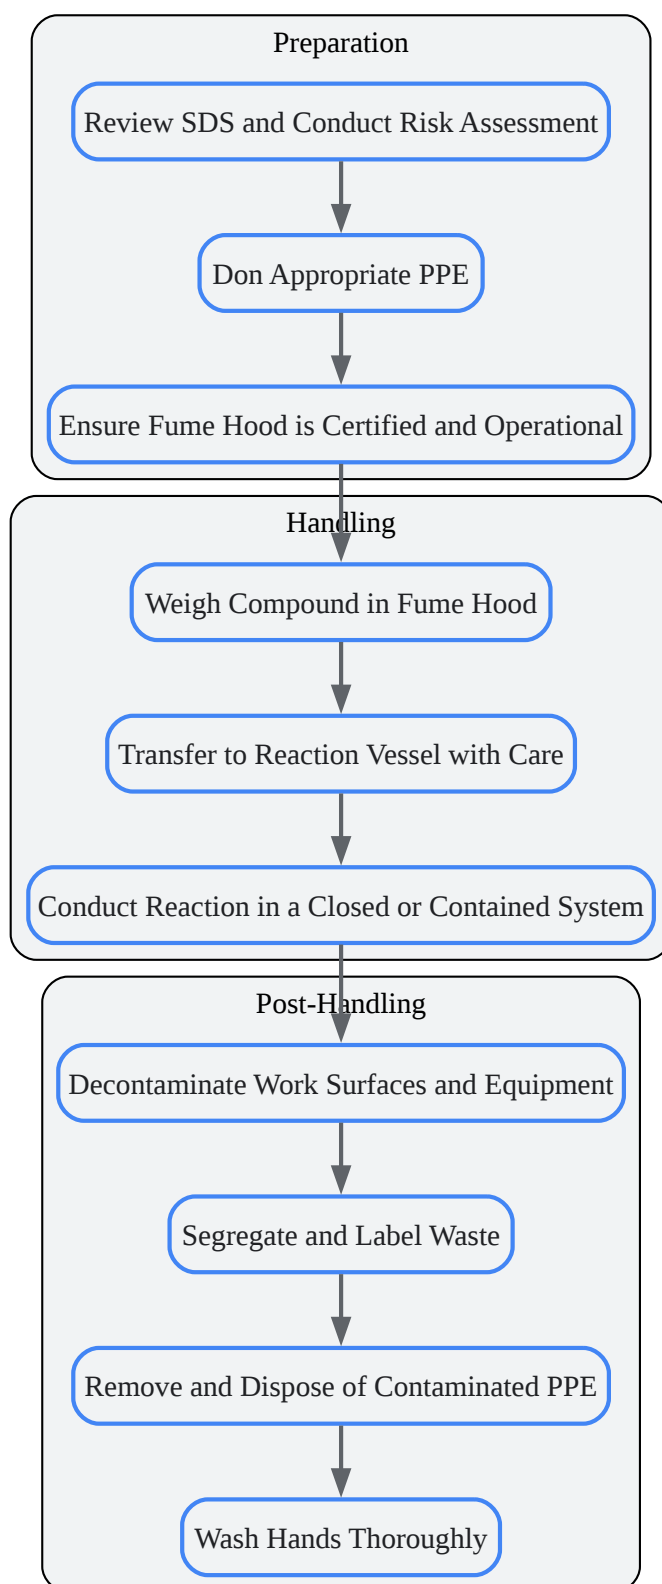 Preparation
Review SDS and Conduct Risk Assessment
Don Appropriate PPE
Ensure Fume Hood is Certified and Operational
Handling
Weigh Compound in Fume Hood
Transfer to Reaction Vessel with Care
Conduct Reaction in a Closed or Contained System
Post-Handling
Decontaminate Work Surfaces and Equipment
Segregate and Label Waste
Remove and Dispose of Contaminated PPE
Wash Hands Thoroughly